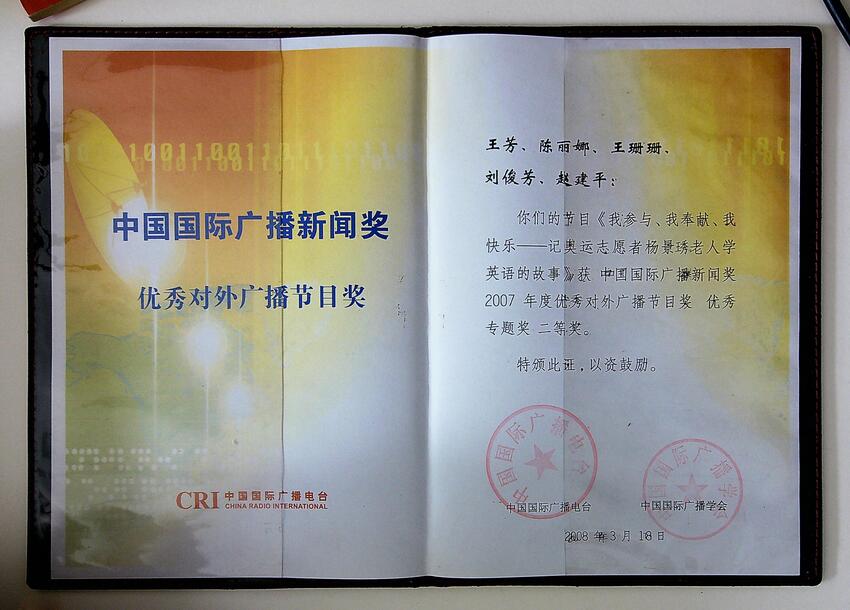 中国国际广播新闻奖
优秀对外广播节目奖
CRI 中国国际广播电台
CHINA RADIO INTERNATIONAL
王芳、陈丽娜、王珊珊、
刘俊芳、赵建平：
你们的节目《我参与、我奉献、我
快乐——记奥运志愿者杨景琇老人学
英语的故事》获 中国国际广播新闻奖
2007 年度优秀对外广播节目奖 优秀
专题奖 二等奖。
特颁此证，以资鼓励。
中国国际广播电台
中国国际广播学会
中国国际广播电台
中国国际广播学会
2008 年 3 月 18 日